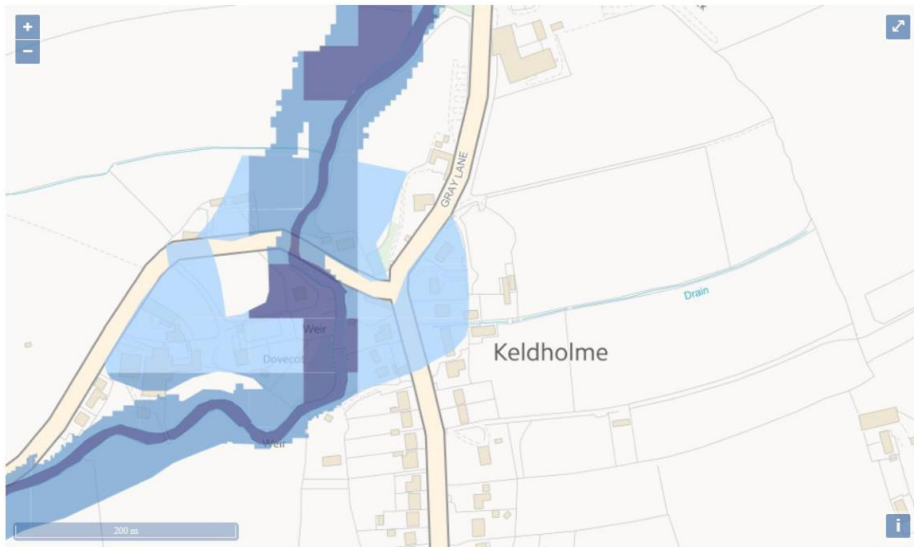 +
−
GRAY LANE
Drain
Weir
Keldholme
Dovecot
Weir
200 m
i